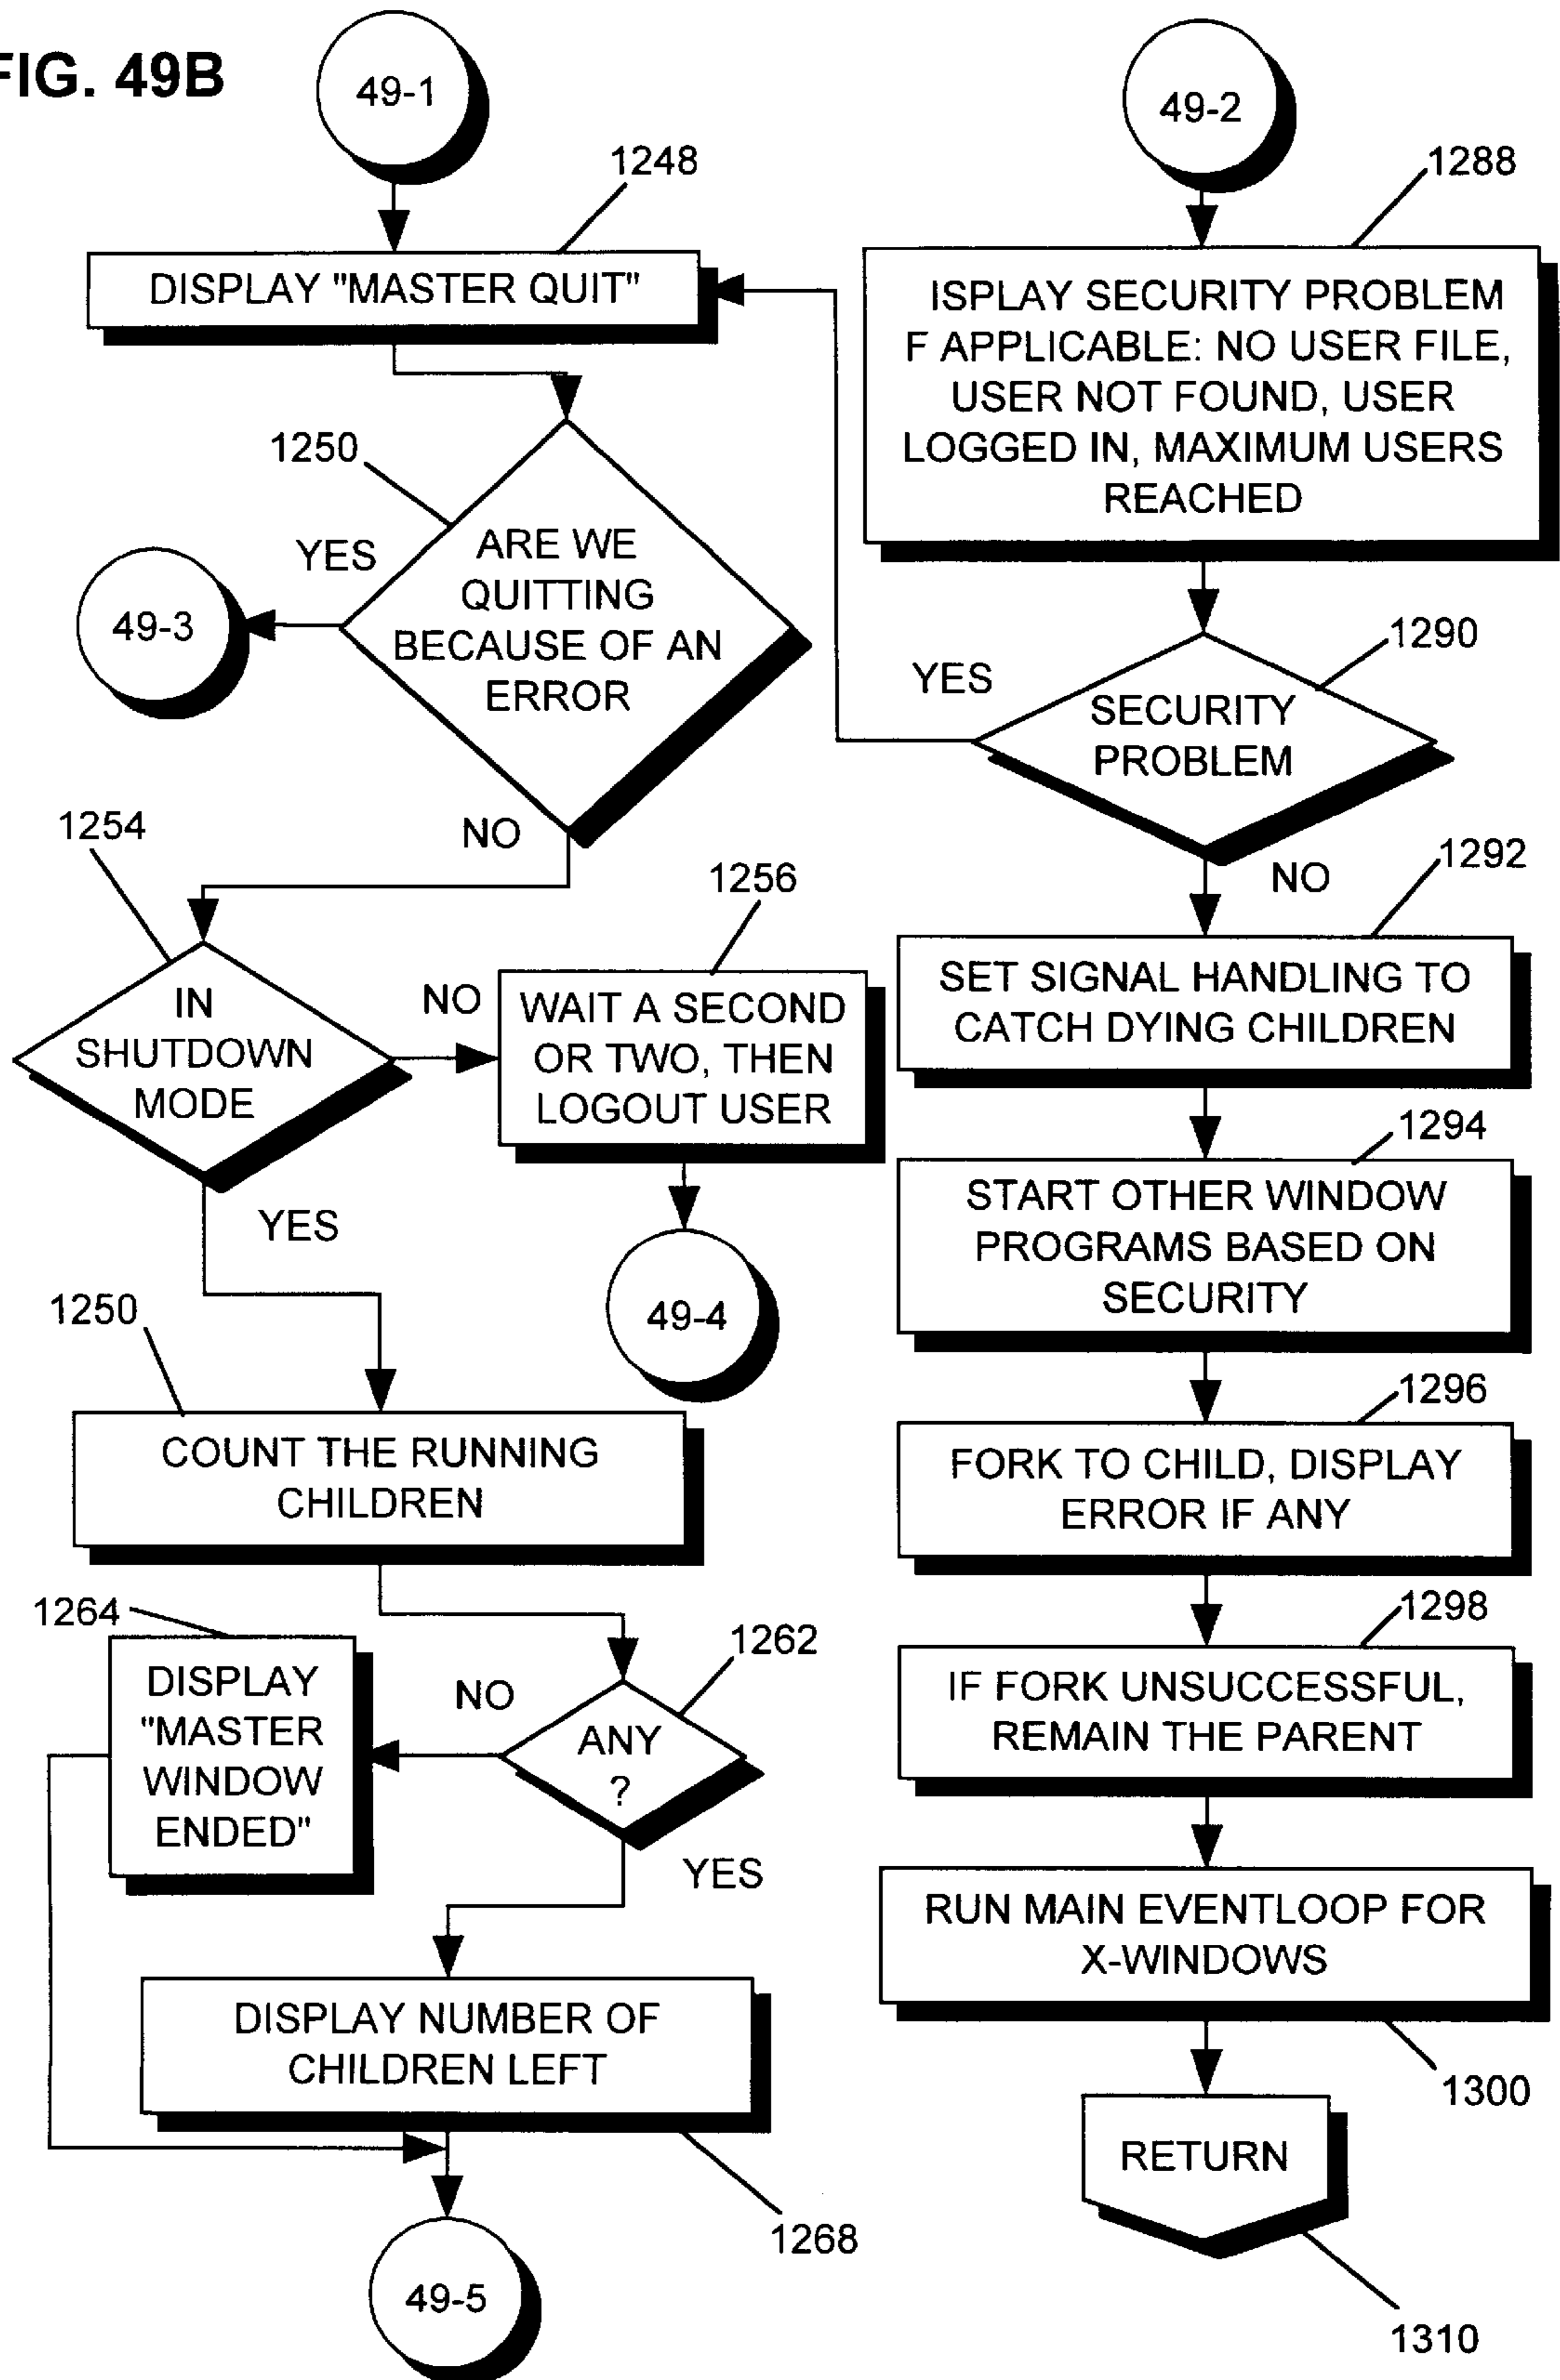 FIG. 49B
49-1
1248
DISPLAY "MASTER QUIT"
1250
ARE WE
QUITTING
BECAUSE OF AN
ERROR
YES
49-3
NO
1254
IN
SHUTDOWN
MODE
NO
1256
WAIT A SECOND
OR TWO, THEN
LOGOUT USER
49-4
YES
1250
COUNT THE RUNNING
CHILDREN
1264
DISPLAY
"MASTER
WINDOW
ENDED"
NO
1262
ANY
?
YES
DISPLAY NUMBER OF
CHILDREN LEFT
1268
49-5
49-2
1288
ISPLAY SECURITY PROBLEM
F APPLICABLE: NO USER FILE,
USER NOT FOUND, USER
LOGGED IN, MAXIMUM USERS
REACHED
1290
YES
SECURITY
PROBLEM
NO
1292
SET SIGNAL HANDLING TO
CATCH DYING CHILDREN
1294
START OTHER WINDOW
PROGRAMS BASED ON
SECURITY
1296
FORK TO CHILD, DISPLAY
ERROR IF ANY
1298
IF FORK UNSUCCESSFUL,
REMAIN THE PARENT
RUN MAIN EVENTLOOP FOR
X-WINDOWS
1300
RETURN
1310